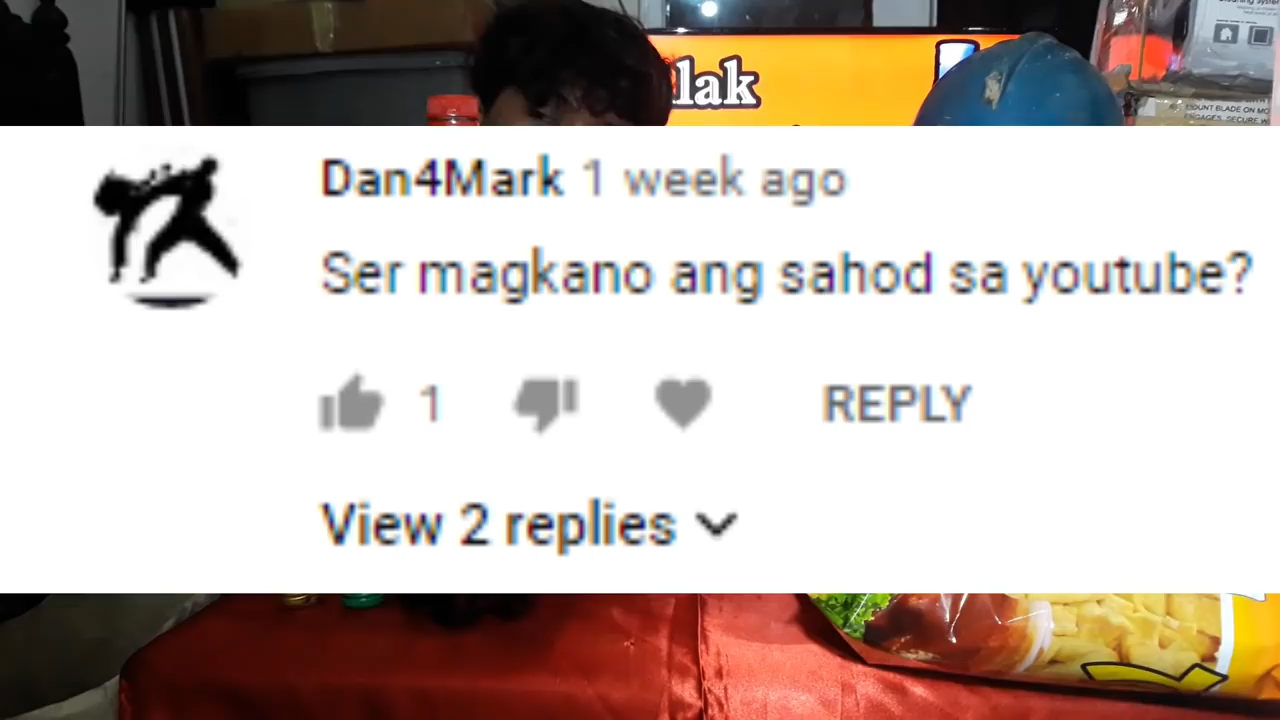 lak
Dan4Mark 1 week ago
Ser magkano ang sahod sa youtube?
1
REPLY
View 2 replies